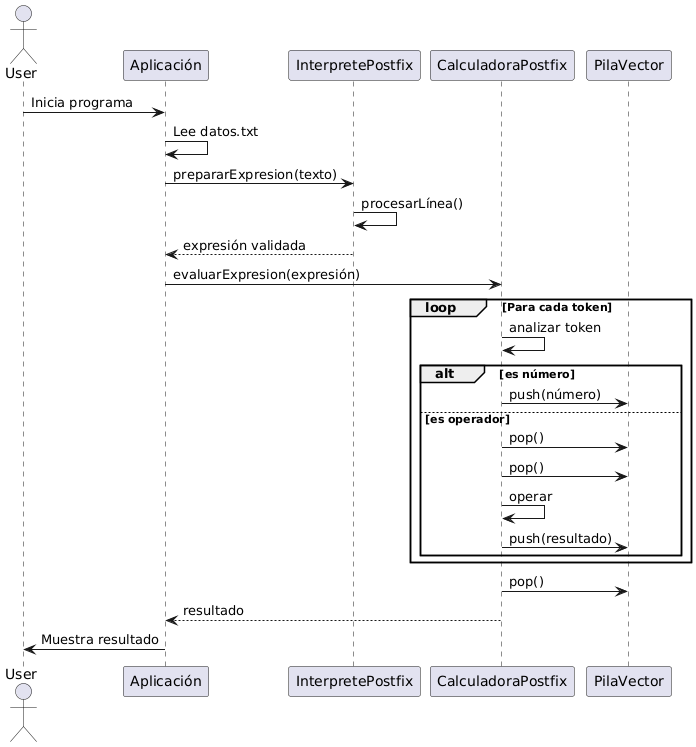 User
Aplicación
InterpretePostfix
CalculadoraPostfix
PilaVector
Inicia programa
Lee datos.txt
prepararExpresion(texto)
procesarLínea()
expresión validada
evaluarExpresion(expresión)
loop
[Para cada token]
analizar token
alt
[es número]
push(número)
[es operador]
pop()
pop()
operar
push(resultado)
pop()
resultado
Muestra resultado
User
Aplicación
InterpretePostfix
CalculadoraPostfix
PilaVector